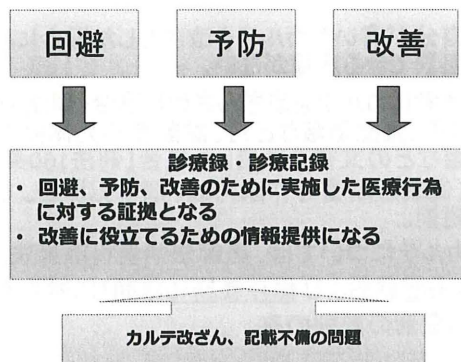 回避
予防
改善
診療録・診療記録
・ 回避、予防、改善のために実施した医療行為
に対する証拠となる
・ 改善に役立てるための情報提供になる
カルテ改ざん、記載不備の問題